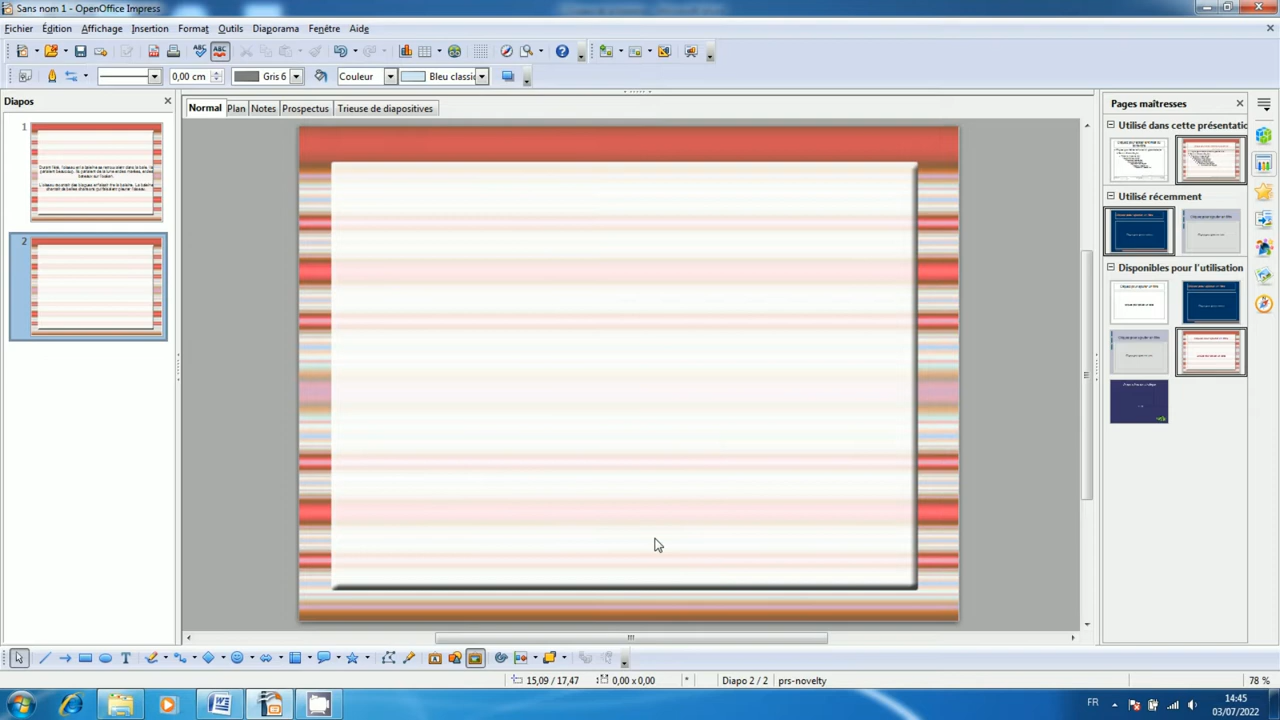 Sans nom 1 - OpenOffice Impress
Fichier Édition Affichage Insertion Format Outils Diaporama Fenêtre Aide
0,00 cm Gris 6 Couleur Bleu classic
Diapos
Normal Plan Notes Prospectus Trieuse de diapositives
Pages maîtresses
Utilisé dans cette présentatio
Utilisé récemment
Disponibles pour l'utilisation
1
2
15,09 / 17,47 0,00 x 0,00 * Diapo 2 / 2 prs-novelty 78 %
FR 14:45
03/07/2022